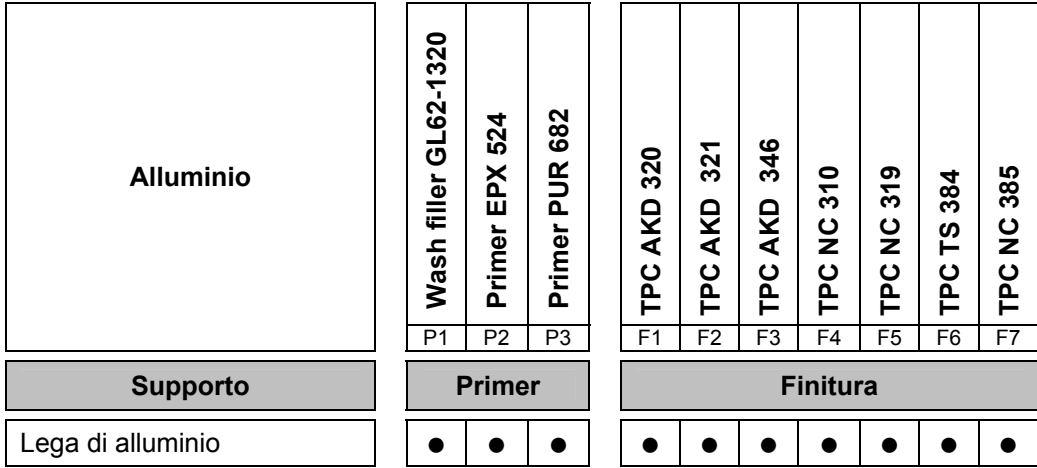 Alluminio
Wash filler GL62-1320
Primer EPX 524
Primer PUR 682
TPC AKD 320
TPC AKD 321
TPC AKD 346
TPC NC 310
TPC NC 319
TPC TS 384
TPC NC 385
P1 P2 P3 F1 F2 F3 F4 F5 F6 F7
Supporto Primer Finitura
Lega di alluminio ● ● ● ● ● ● ● ● ● ●